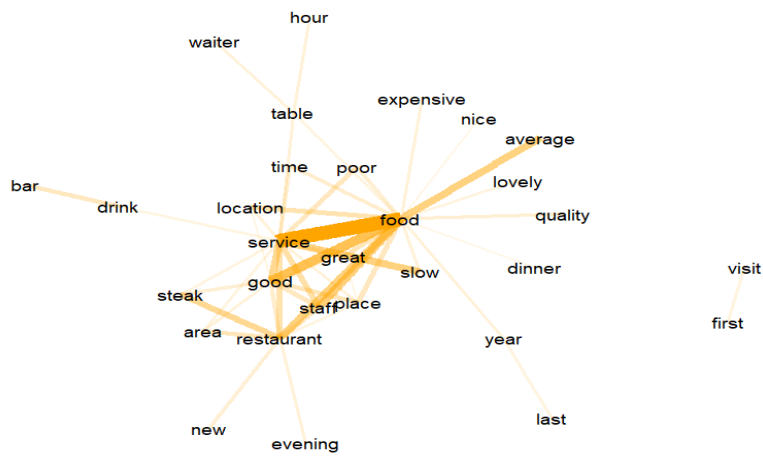 hour
waiter
expensive
table
nice
average
time
poor
lovely
bar
drink
location
food
quality
service
great
slow
dinner
visit
good
steak
staff
place
first
area
restaurant
year
last
new
evening